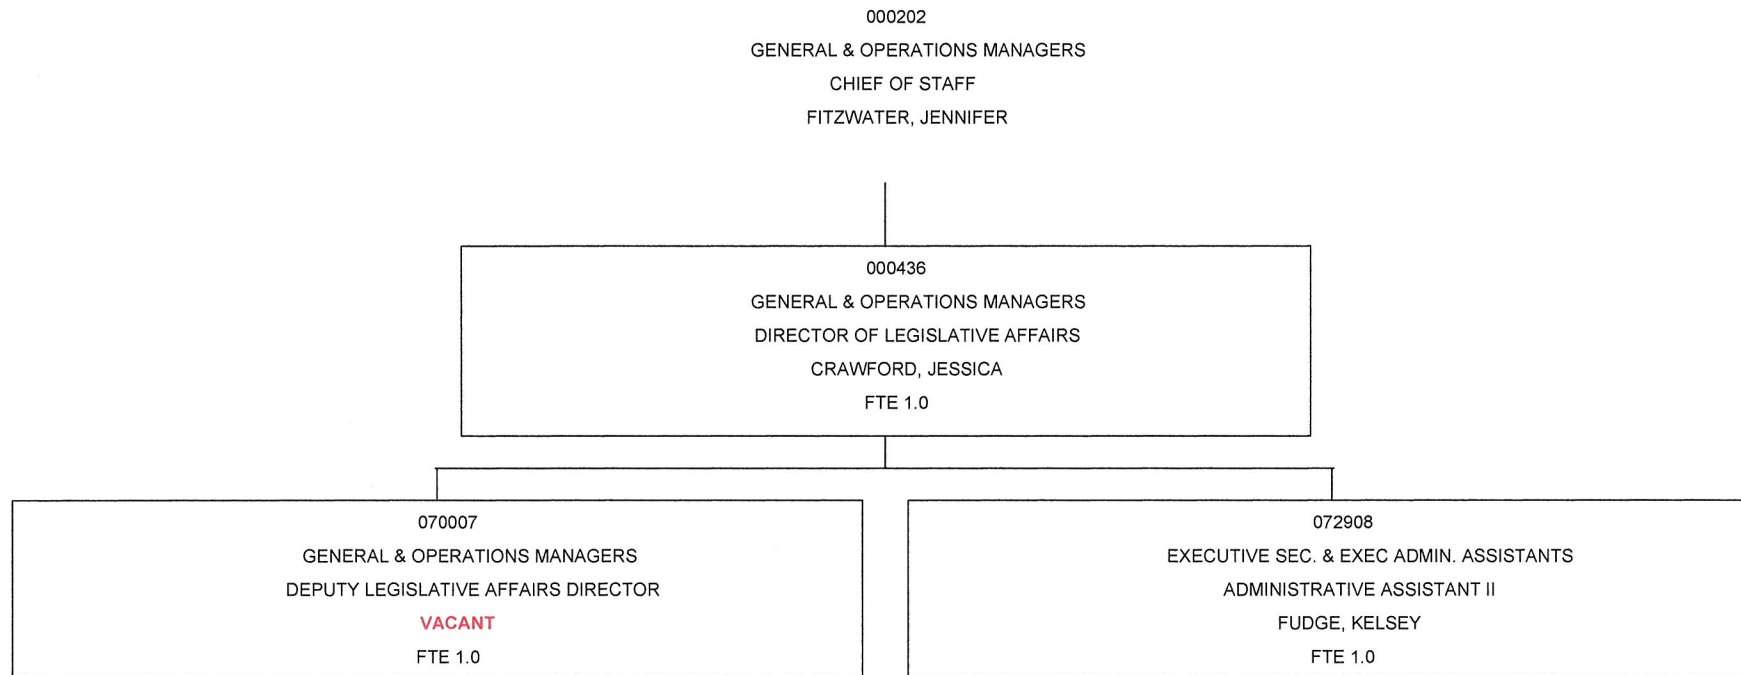 000202
GENERAL & OPERATIONS MANAGERS
CHIEF OF STAFF
FITZWATER, JENNIFER
000436
GENERAL & OPERATIONS MANAGERS
DIRECTOR OF LEGISLATIVE AFFAIRS
CRAWFORD, JESSICA
FTE 1.0
070007
GENERAL & OPERATIONS MANAGERS
DEPUTY LEGISLATIVE AFFAIRS DIRECTOR
VACANT
FTE 1.0
072908
EXECUTIVE SEC. & EXEC ADMIN. ASSISTANTS
ADMINISTRATIVE ASSISTANT II
FUDGE, KELSEY
FTE 1.0